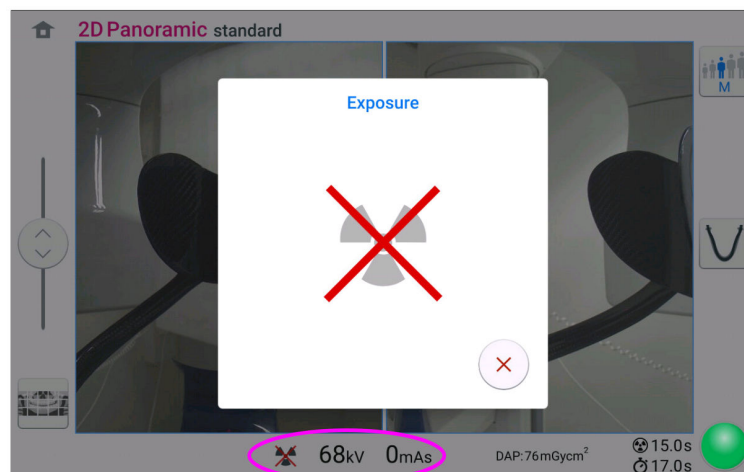 2D Panoramic standard
Exposure
M
68kV 0mAs
DAP:76mGycm²
15.0s
17.0s